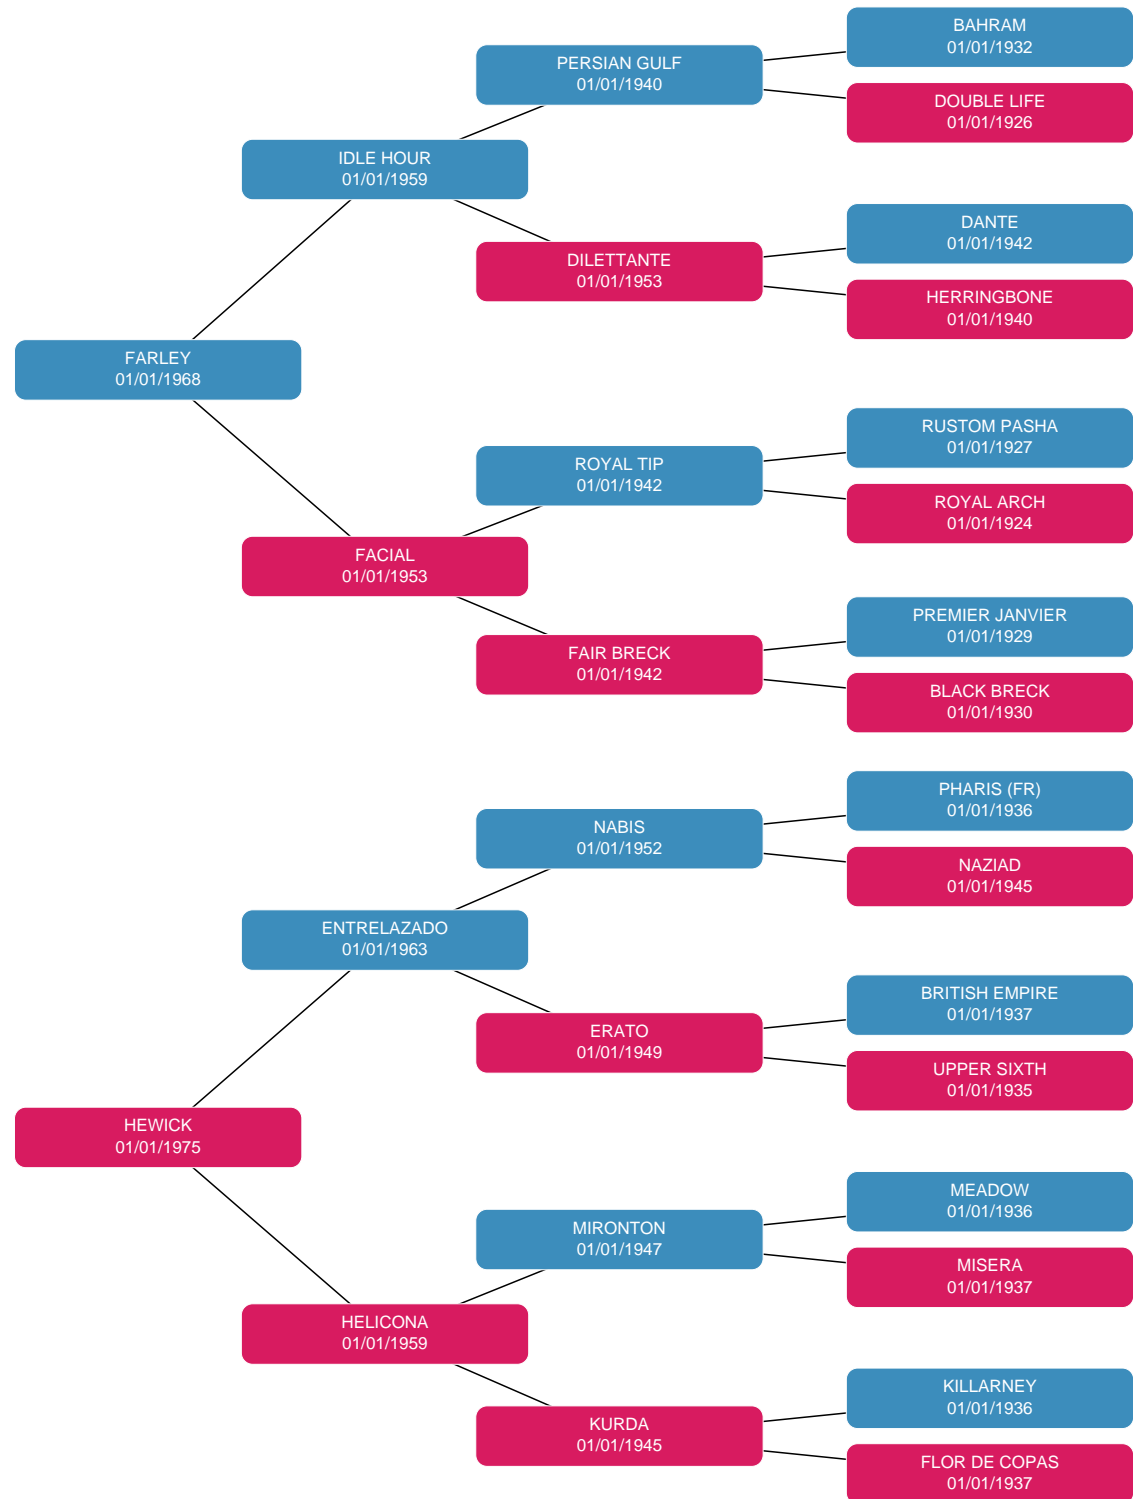 BAHRAM
01/01/1932
PERSIAN GULF
01/01/1940
DOUBLE LIFE
01/01/1926
IDLE HOUR
01/01/1959
DANTE
01/01/1942
DILETTANTE
01/01/1953
HERRINGBONE
01/01/1940
FARLEY
01/01/1968
RUSTOM PASHA
01/01/1927
ROYAL TIP
01/01/1942
ROYAL ARCH
01/01/1924
FACIAL
01/01/1953
PREMIER JANVIER
01/01/1929
FAIR BRECK
01/01/1942
BLACK BRECK
01/01/1930
PHARIS (FR)
01/01/1936
NABIS
01/01/1952
NAZIAD
01/01/1945
ENTRELAZADO
01/01/1963
BRITISH EMPIRE
01/01/1937
ERATO
01/01/1949
UPPER SIXTH
01/01/1935
HEWICK
01/01/1975
MEADOW
01/01/1936
MIRONTON
01/01/1947
MISERA
01/01/1937
HELICONA
01/01/1959
KILLARNEY
01/01/1936
KURDA
01/01/1945
FLOR DE COPAS
01/01/1937